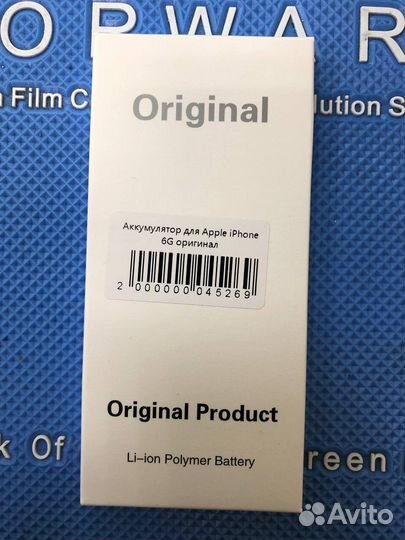 ORWAR
Film C
lution S
Original
Аккумулятор для Apple iPhone
6G оригинал
2 000000 045269
Original Product
k Of
reen
Li-ion Polymer Battery
Avito